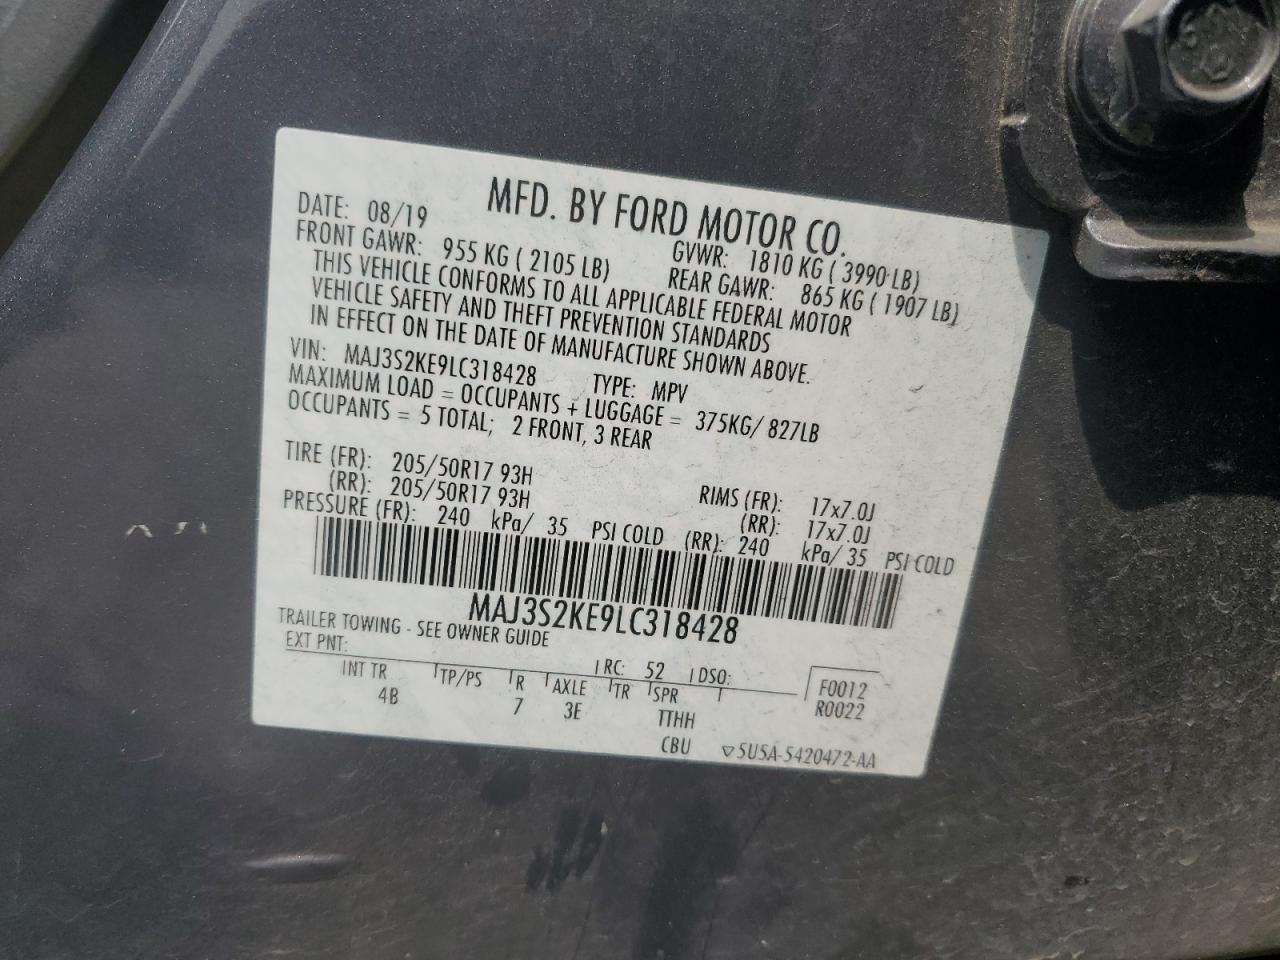 MFD. BY FORD MOTOR CO.
DATE: 08/19 GVWR: 1810 KG ( 3990 LB)
FRONT GAWR: 955 KG ( 2105 LB) REAR GAWR: 865 KG ( 1907 LB)
THIS VEHICLE CONFORMS TO ALL APPLICABLE FEDERAL MOTOR
VEHICLE SAFETY AND THEFT PREVENTION STANDARDS
IN EFFECT ON THE DATE OF MANUFACTURE SHOWN ABOVE.
VIN: MAJ3S2KE9LC318428 TYPE: MPV
MAXIMUM LOAD = OCCUPANTS + LUGGAGE = 375KG/ 827LB
OCCUPANTS = 5 TOTAL; 2 FRONT, 3 REAR
TIRE (FR): 205/50R17 93H RIMS (FR): 17x7.0J
(RR): 205/50R17 93H (RR): 17x7.0J
PRESSURE (FR): 240 kPa/ 35 PSI COLD (RR): 240 kPa/ 35 PSI COLD
MAJ3S2KE9LC318428
TRAILER TOWING - SEE OWNER GUIDE
EXT PNT: RC: 52 DSO:
INT TR TP/PS R AXLE TR SPR F0012
4B 7 3E TTHH R0022
CBU ▽5U5A-5420472-AA